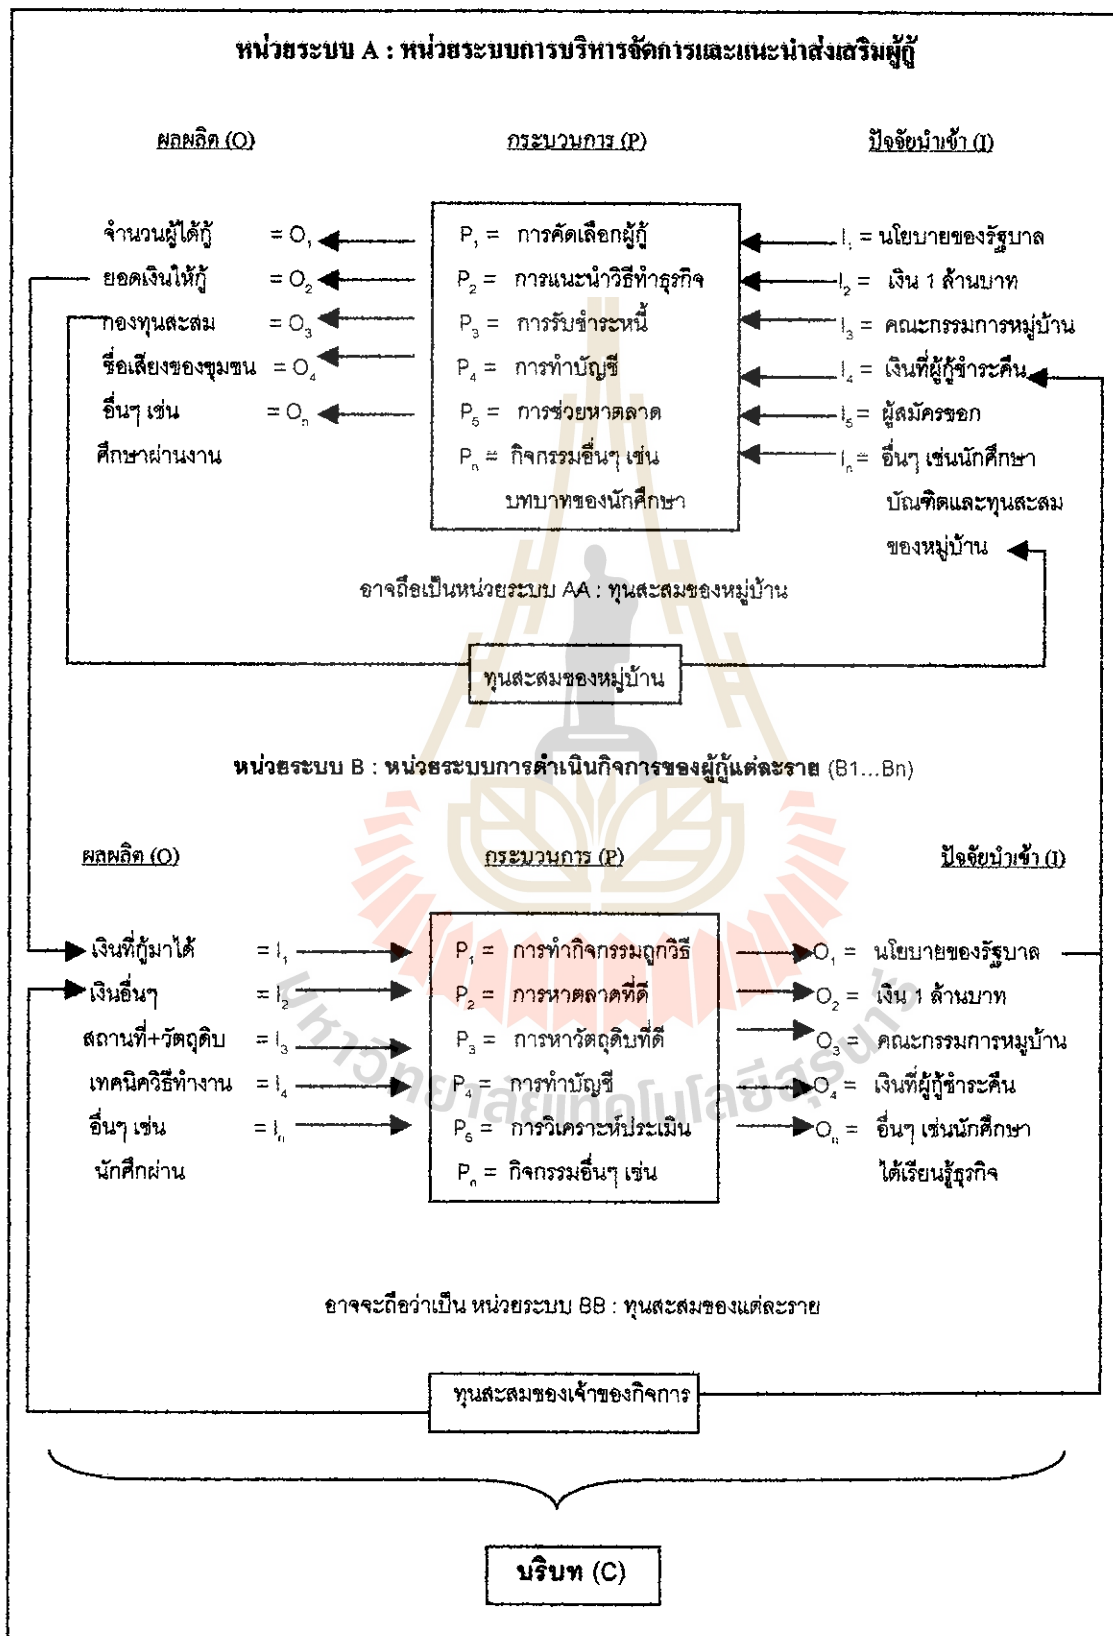 หน่วยระบบ A : หน่วยระบบการบริหารจัดการและแนะนำส่งเสริมผู้กู้
ผลผลิต (O) กระบวนการ (P) ปัจจัยนำเข้า (I)
จำนวนผู้ได้กู้ = O₁ P₁ = การคัดเลือกผู้กู้ I₁ = นโยบายของรัฐบาล
ยอดเงินให้กู้ = O₂ P₂ = การแนะนำวิธีทำธุรกิจ I₂ = เงิน 1 ล้านบาท
กองทุนสะสม = O₃ P₃ = การรับชำระหนี้ I₃ = คณะกรรมการหมู่บ้าน
ชื่อเสียงของชุมชน = O₄ P₄ = การทำบัญชี I₄ = เงินที่ผู้กู้ชำระคืน
อื่นๆ เช่น = Oₙ P₅ = การช่วยหาตลาด I₅ = ผู้สมัครขอก
ศึกษาผ่านงาน Pₙ = กิจกรรมอื่นๆ เช่น Iₙ = อื่นๆ เช่นนักศึกษา
บทบาทของนักศึกษา บัณฑิตและทุนสะสม
ของหมู่บ้าน
อาจถือเป็นหน่วยระบบ AA : ทุนสะสมของหมู่บ้าน
ทุนสะสมของหมู่บ้าน
หน่วยระบบ B : หน่วยระบบการดำเนินกิจการของผู้กู้แต่ละราย (B1...Bn)
ผลผลิต (O) กระบวนการ (P) ปัจจัยนำเข้า (I)
เงินที่กู้มาได้ = I₁ P₁ = การทำกิจกรรมถูกวิธี O₁ = นโยบายของรัฐบาล
เงินอื่นๆ = I₂ P₂ = การหาตลาดที่ดี O₂ = เงิน 1 ล้านบาท
สถานที่+วัตถุดิบ = I₃ P₃ = การหาวัตถุดิบที่ดี O₃ = คณะกรรมการหมูบ้าน
เทคนิควิธีทำงาน = I₄ P₄ = การทำบัญชี O₄ = เงินที่ผู้กู้ชำระคืน
อื่นๆ เช่น = Iₙ P₅ = การวิเคราะห์ประเมิน Oₙ = อื่นๆ เช่นนักศึกษา
นักศึกผ่าน Pₙ = กิจกรรมอื่นๆ เช่น ได้เรียนรู้ธุรกิจ
มหาวิทยาลัยเทคโนโลยีสุรนารี
อาจจะถือว่าเป็น หน่วยระบบ BB : ทุนสะสมของแต่ละราย
ทุนสะสมของเจ้าของกิจการ
บริบท (C)